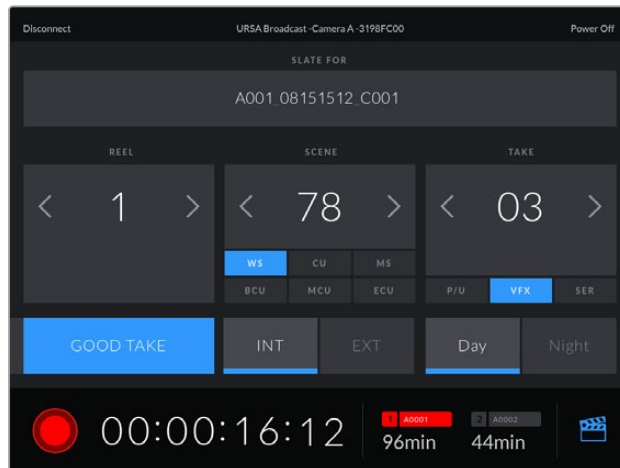 Disconnect URSA Broadcast -Camera A -3198FC00 Power Off
SLATE FOR
A001_08151512_C001
REEL SCENE TAKE
< 1 > < 78 > < 03 >
WS CU MS
BCU MCU ECU P/U VFX SER
GOOD TAKE INT EXT Day Night
1 A0001 2 A0002
00:00:16:12 96min 44min